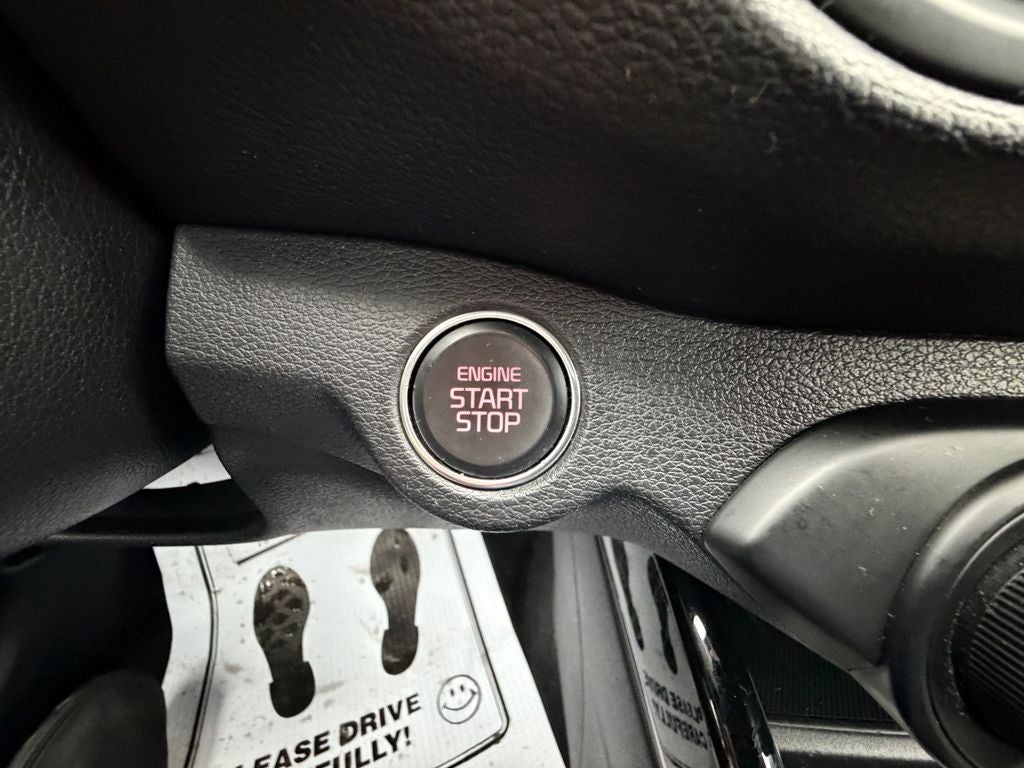 ENGINE
START
STOP
EASE DRIVE
FULLY!